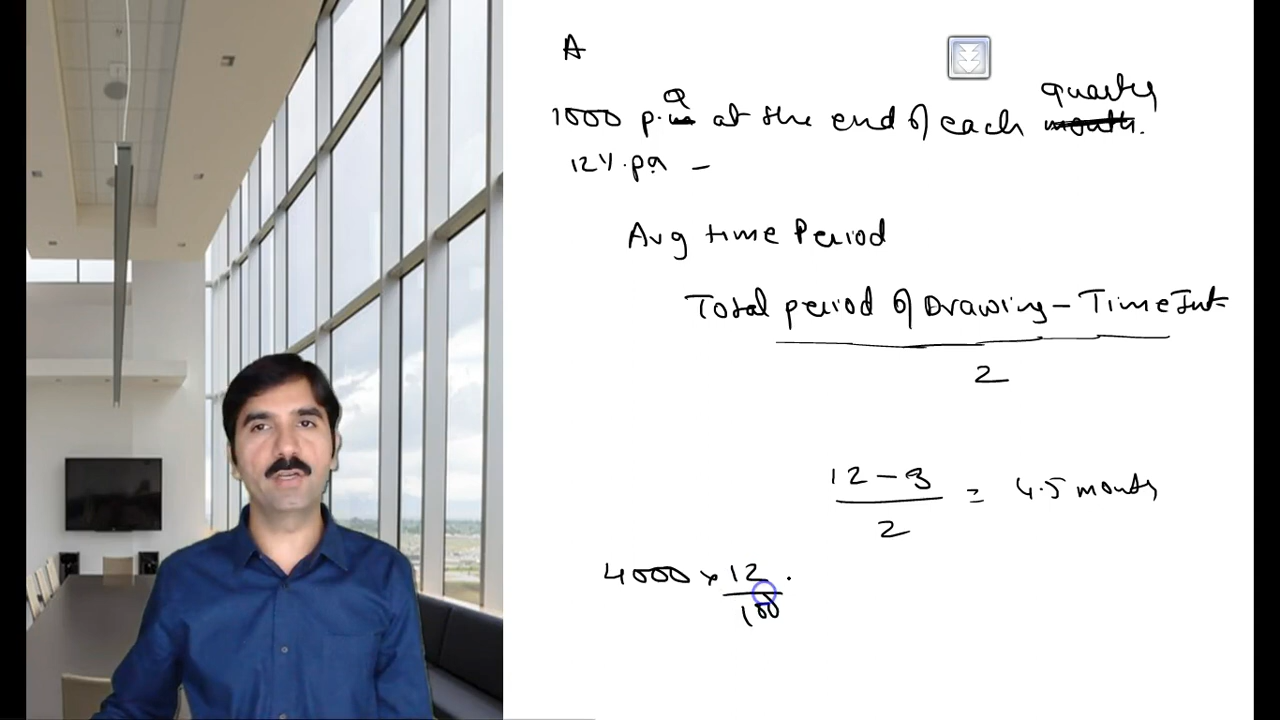 A
1000 p.Q at the end of each quarter
12% pa -
Avg time Period
Total period of Drawing - Time Int
2
12 - 3
2
= 4.5 months
4000 × 12
100